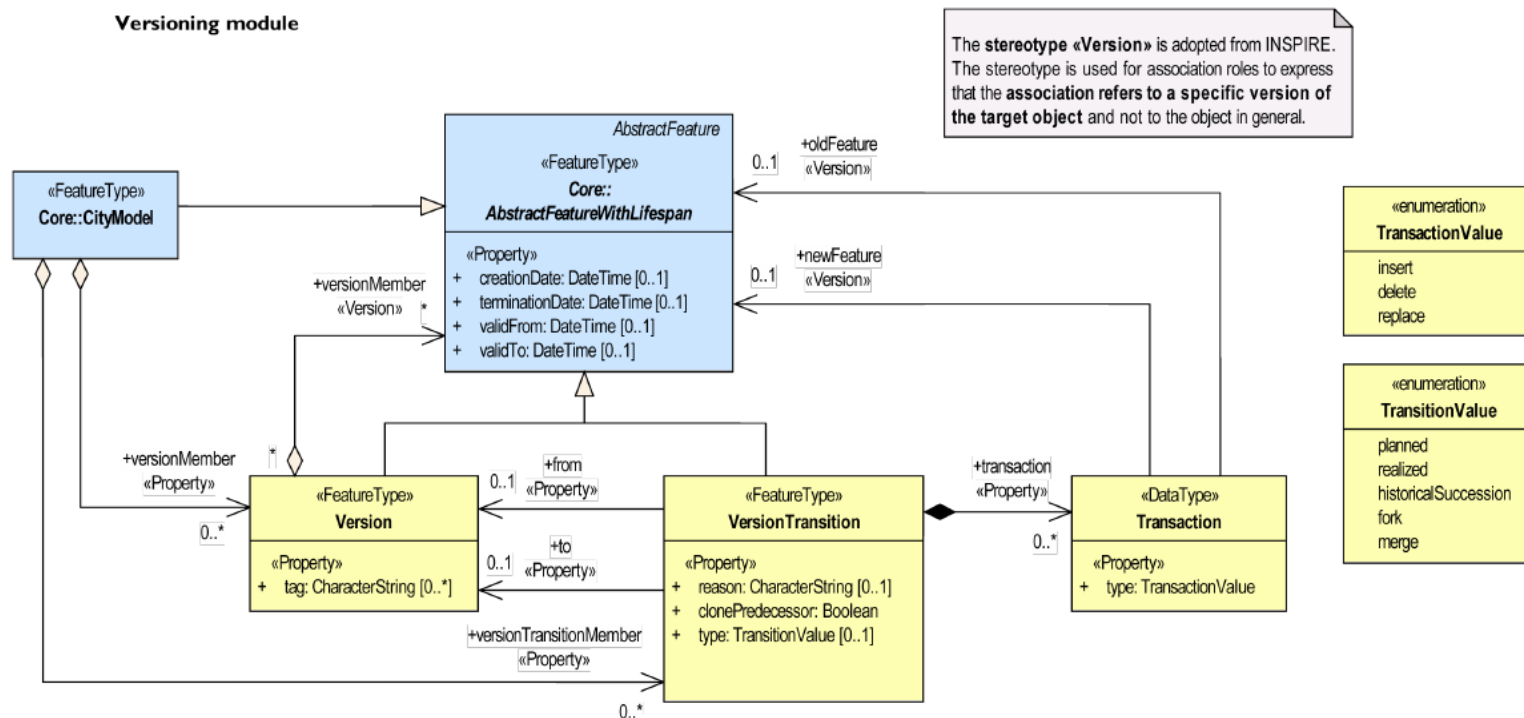 Versioning module
The stereotype «Version» is adopted from INSPIRE.
The stereotype is used for association roles to express
that the association refers to a specific version of
the target object and not to the object in general.
AbstractFeature
«FeatureType»
Core::
AbstractFeatureWithLifespan
«Property»
+ creationDate: DateTime [0..1]
+ terminationDate: DateTime [0..1]
+ validFrom: DateTime [0..1]
+ validTo: DateTime [0..1]
«FeatureType»
Core::CityModel
+oldFeature
0..1
«Version»
+newFeature
0..1
«Version»
«enumeration»
TransactionValue
insert
delete
replace
+versionMember
«Version»
*
«enumeration»
TransitionValue
planned
realized
historicalSuccession
fork
merge
+versionMember
«Property»
0..*
*
«FeatureType»
Version
«Property»
+ tag: CharacterString [0..*]
+from
0..1
«Property»
+to
0..1
«Property»
«FeatureType»
VersionTransition
«Property»
+ reason: CharacterString [0..1]
+ clonePredecessor: Boolean
+ type: TransitionValue [0..1]
+transaction
«Property»
0..*
«DataType»
Transaction
«Property»
+ type: TransactionValue
+versionTransitionMember
«Property»
0..*